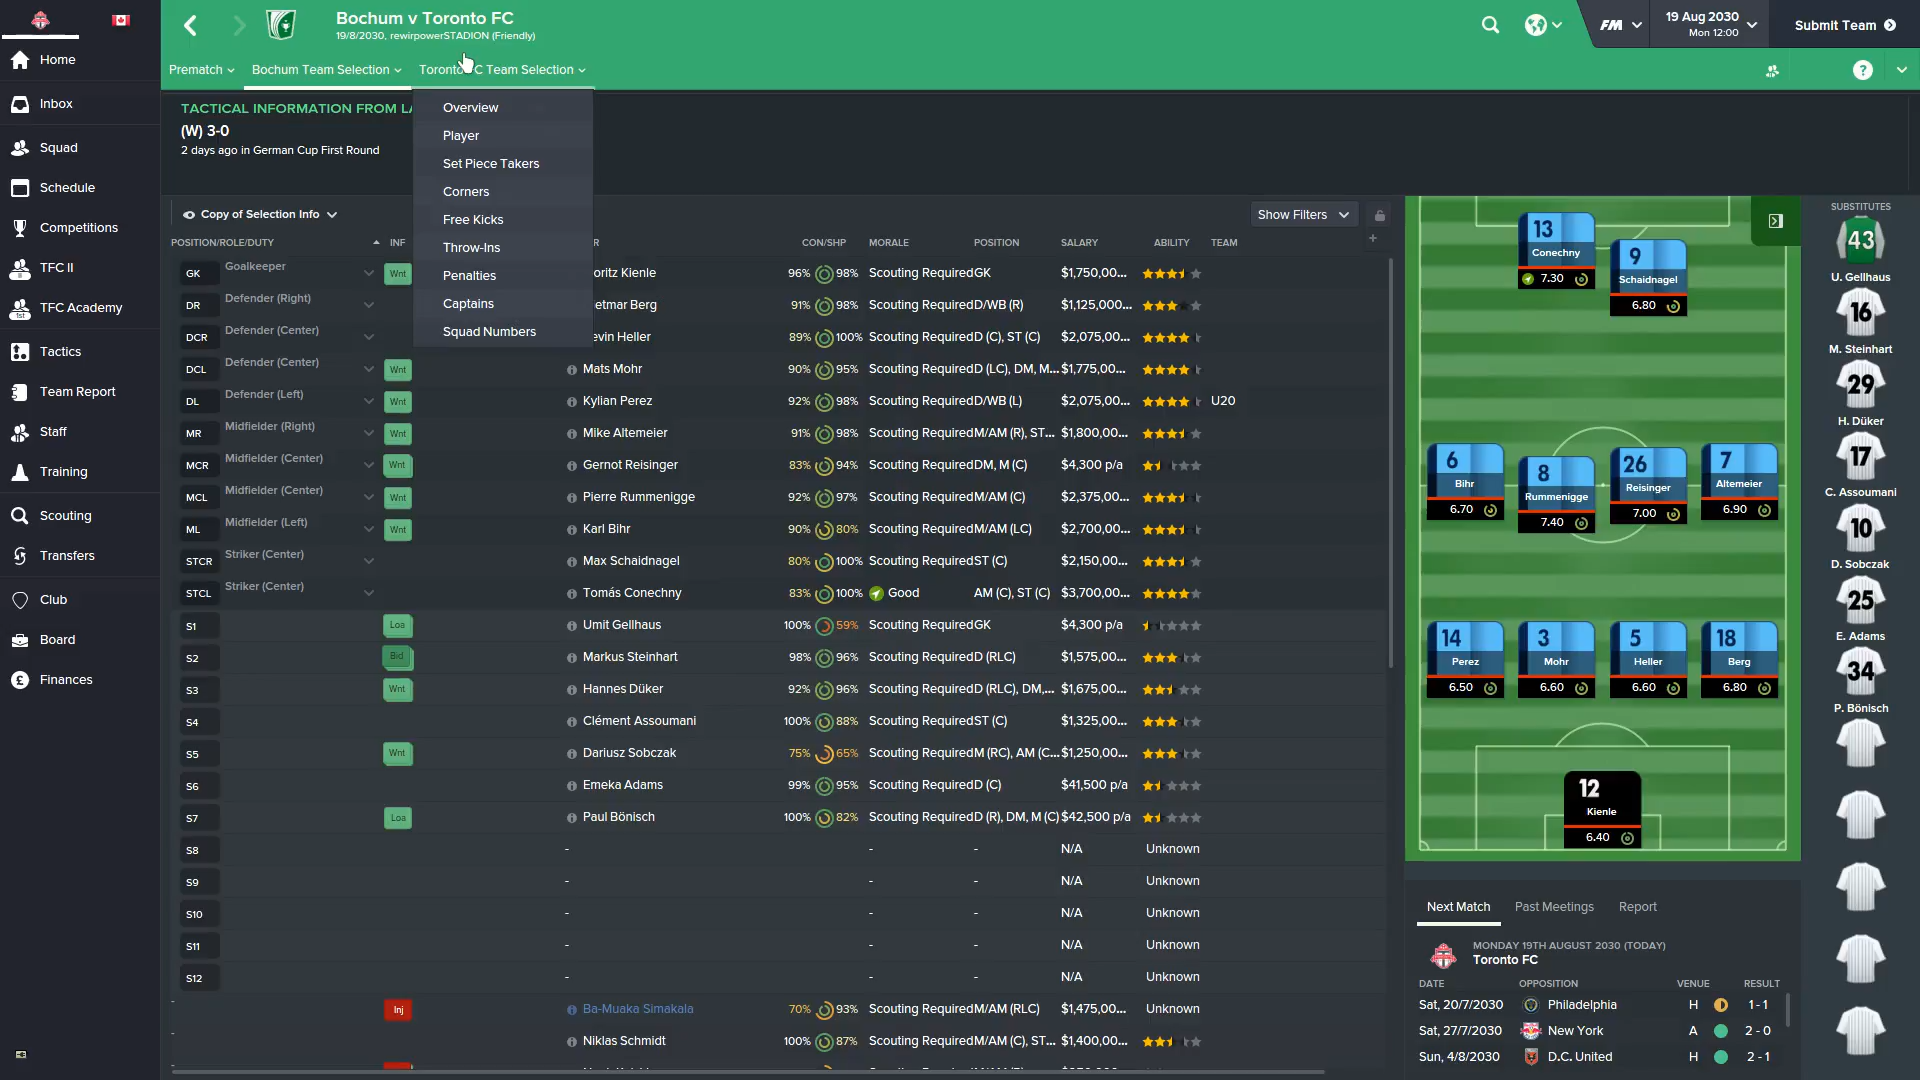 Bochum v Toronto FC
19/8/2030, rewirpowerSTADION (Friendly)
FM
19 Aug 2030
Mon 12:00
Submit Team
Prematch
Bochum Team Selection
Toronto FC Team Selection
?
Home
Inbox
Squad
Schedule
Competitions
TFC II
TFC Academy
Tactics
Team Report
Staff
Training
Scouting
Transfers
Club
Board
Finances
TACTICAL INFORMATION FROM LA
(W) 3-0
2 days ago in German Cup First Round
Overview
Player
Set Piece Takers
Corners
Free Kicks
Throw-Ins
Penalties
Captains
Squad Numbers
Copy of Selection Info
Show Filters
POSITION/ROLE/DUTY INF R CON/SHP MORALE POSITION SALARY ABILITY TEAM
GK Goalkeeper Wnt oritz Kienle 96% 98% Scouting Required GK $1,750,00...
DR Defender (Right) etmar Berg 91% 98% Scouting Required D/WB (R) $1,125,000...
DCR Defender (Center) evin Heller 89% 100% Scouting Required D (C), ST (C) $2,075,00...
DCL Defender (Center) Wnt Mats Mohr 90% 95% Scouting Required D (LC), DM, M... $1,775,00...
DL Defender (Left) Wnt Kylian Perez 92% 98% Scouting Required D/WB (L) $2,075,00... U20
MR Midfielder (Right) Wnt Mike Altemeier 91% 98% Scouting Required M/AM (R), ST... $1,800,00...
MCR Midfielder (Center) Wnt Gernot Reisinger 83% 94% Scouting Required DM, M (C) $4,300 p/a
MCL Midfielder (Center) Wnt Pierre Rummenigge 92% 97% Scouting Required M/AM (C) $2,375,00...
ML Midfielder (Left) Wnt Karl Bihr 90% 80% Scouting Required M/AM (LC) $2,700,00...
STCR Striker (Center) Max Schaidnagel 80% 100% Scouting Required ST (C) $2,150,00...
STCL Striker (Center) Tomás Conechny 83% 100% Good AM (C), ST (C) $3,700,00...
S1 Loa Umit Gellhaus 100% 59% Scouting Required GK $4,300 p/a
S2 Bid Markus Steinhart 98% 96% Scouting Required D (RLC) $1,575,00...
S3 Wnt Hannes Düker 92% 96% Scouting Required D (RLC), DM,... $1,675,00...
S4 Clément Assoumani 100% 88% Scouting Required ST (C) $1,325,00...
S5 Wnt Dariusz Sobczak 75% 65% Scouting Required M (RC), AM (C... $1,250,00...
S6 Emeka Adams 99% 95% Scouting Required D (C) $41,500 p/a
S7 Loa Paul Bönisch 100% 82% Scouting Required D (R), DM, M (C) $42,500 p/a
S8 - - - N/A Unknown
S9 - - - N/A Unknown
S10 - - - N/A Unknown
S11 - - - N/A Unknown
S12 - - - N/A Unknown
- Inj Ba-Muaka Simakala 70% 93% Scouting Required M/AM (RLC) $1,475,00... Unknown
- Niklas Schmidt 100% 87% Scouting Required M/AM (C), ST... $1,400,00...
13
Conechny
7.30
9
Schaidnagel
6.80
6
Bihr
6.70
8
Rummenigge
7.40
26
Reisinger
7.00
7
Altemeier
6.90
14
Perez
6.50
3
Mohr
6.60
5
Heller
6.60
18
Berg
6.80
12
Kienle
6.40
SUBSTITUTES
43
U. Gellhaus
16
M. Steinhart
29
H. Düker
17
C. Assoumani
10
D. Sobczak
25
E. Adams
34
P. Bönisch
Next Match Past Meetings Report
MONDAY 19TH AUGUST 2030 (TODAY)
Toronto FC
DATE OPPOSITION VENUE RESULT
Sat, 20/7/2030 Philadelphia H 1 - 1
Sat, 27/7/2030 New York A 2 - 0
Sun, 4/8/2030 D.C. United H 2 - 1